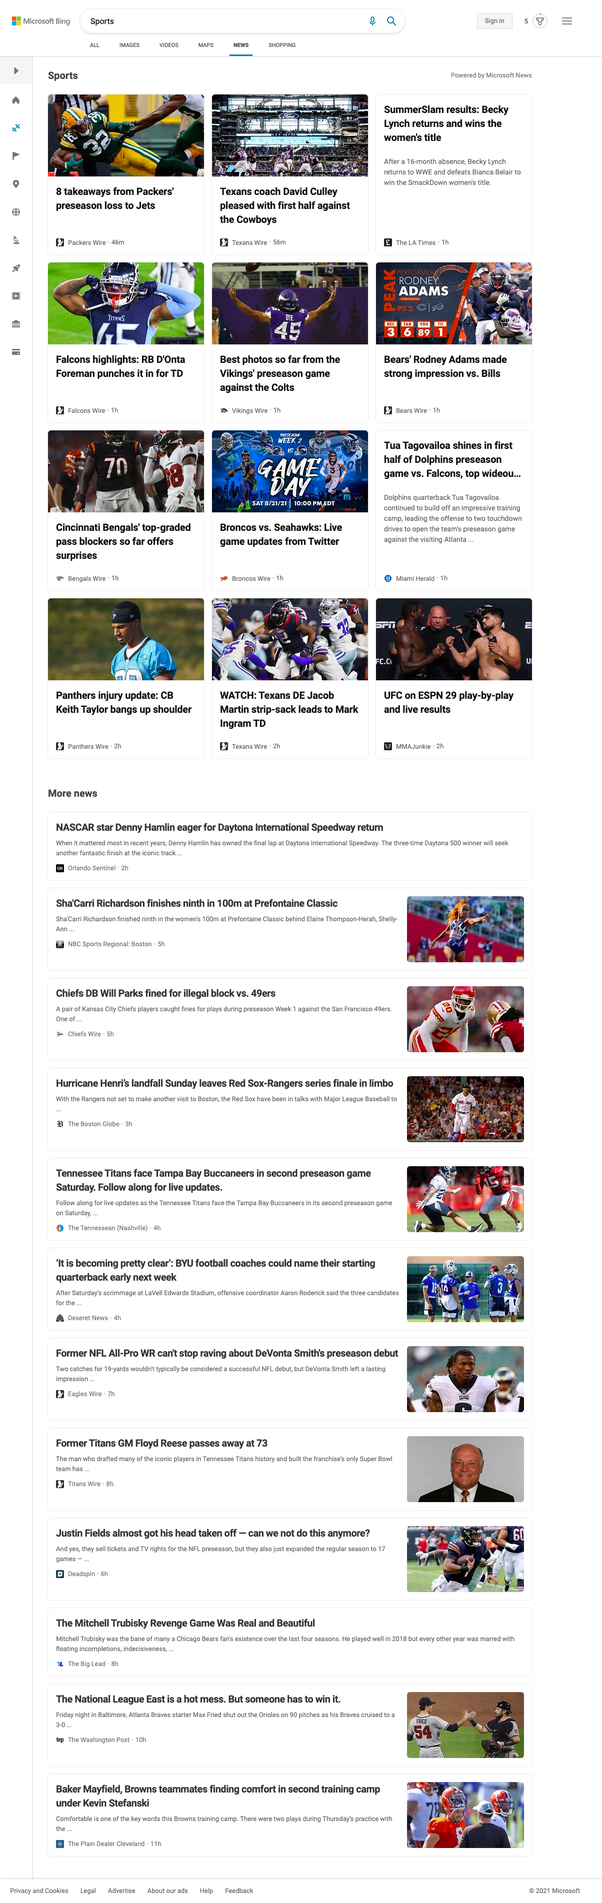 Microsoft Bing
Sports
Sign in
5
ALL IMAGES VIDEOS MAPS NEWS SHOPPING
Sports
Powered by Microsoft News
8 takeaways from Packers'
preseason loss to Jets
Packers Wire · 46m
Texans coach David Culley
pleased with first half against
the Cowboys
Texans Wire · 56m
SummerSlam results: Becky
Lynch returns and wins the
women's title
After a 16-month absence, Becky Lynch
returns to WWE and defeats Bianca Belair to
win the SmackDown women's title.
The LA Times · 1h
TITANS
45
Falcons highlights: RB D'Onta
Foreman punches it in for TD
Falcons Wire · 1h
45
Best photos so far from the
Vikings' preseason game
against the Colts
Vikings Wire · 1h
PEAK
PERFORMER
RODNEY
ADAMS
PS 2
REC TAR YDS TD
3 6 89 1
Bears' Rodney Adams made
strong impression vs. Bills
Bears Wire · 1h
70
Cincinnati Bengals' top-graded
pass blockers so far offers
surprises
Bengals Wire · 1h
PRESEASON
WEEK 2
VS
GAME
DAY
SAT 8/21/21 | 10:00 PM EDT
Broncos vs. Seahawks: Live
game updates from Twitter
Broncos Wire · 1h
Tua Tagovailoa shines in first
half of Dolphins preseason
game vs. Falcons, top wideou...
Dolphins quarterback Tua Tagovailoa
continued to build off an impressive training
camp, leading the offense to two touchdown
drives to open the team's preseason game
against the visiting Atlanta ...
Miami Herald · 1h
Panthers injury update: CB
Keith Taylor bangs up shoulder
Panthers Wire · 2h
WATCH: Texans DE Jacob
Martin strip-sack leads to Mark
Ingram TD
Texans Wire · 2h
UFC on ESPN 29 play-by-play
and live results
MMAJunkie · 2h
More news
NASCAR star Denny Hamlin eager for Daytona International Speedway return
When it mattered most in recent years, Denny Hamlin has owned the final lap at Daytona International Speedway. The three-time Daytona 500 winner will seek
another fantastic finish at the iconic track ...
Orlando Sentinel · 2h
Sha'Carri Richardson finishes ninth in 100m at Prefontaine Classic
Sha'Carri Richardson finished ninth in the women's 100m at Prefontaine Classic behind Elaine Thompson-Herah, Shelly-
Ann ...
NBC Sports Regional: Boston · 5h
Chiefs DB Will Parks fined for illegal block vs. 49ers
A pair of Kansas City Chiefs players caught fines for plays during preseason Week 1 against the San Francisco 49ers.
One of ...
Chiefs Wire · 5h
Hurricane Henri's landfall Sunday leaves Red Sox-Rangers series finale in limbo
With the Rangers not set to make another visit to Boston, the Red Sox have been in talks with Major League Baseball to
...
The Boston Globe · 3h
Tennessee Titans face Tampa Bay Buccaneers in second preseason game
Saturday. Follow along for live updates.
Follow along for live updates as the Tennessee Titans face the Tampa Bay Buccaneers in its second preseason game
on Saturday, ...
The Tennessean (Nashville) · 4h
'It is becoming pretty clear': BYU football coaches could name their starting
quarterback early next week
After Saturday's scrimmage at LaVell Edwards Stadium, offensive coordinator Aaron Roderick said the three candidates
for the ...
Deseret News · 4h
Former NFL All-Pro WR can't stop raving about DeVonta Smith's preseason debut
Two catches for 19-yards wouldn't typically be considered a successful NFL debut, but DeVonta Smith left a lasting
impression ...
Eagles Wire · 7h
Former Titans GM Floyd Reese passes away at 73
The man who drafted many of the iconic players in Tennessee Titans history and built the franchise's only Super Bowl
team has ...
Titans Wire · 8h
Justin Fields almost got his head taken off — can we not do this anymore?
And yes, they sell tickets and TV rights for the NFL preseason, but they also just expanded the regular season to 17
games — ...
Deadspin · 6h
The Mitchell Trubisky Revenge Game Was Real and Beautiful
Mitchell Trubisky was the bane of many a Chicago Bears fan's existence over the last four seasons. He played well in 2018 but every other year was marred with
floating incompletions, indecisiveness, ...
The Big Lead · 8h
The National League East is a hot mess. But someone has to win it.
Friday night in Baltimore, Atlanta Braves starter Max Fried shut out the Orioles on 90 pitches as his Braves cruised to a
3-0 ...
The Washington Post · 10h
FRIED
54
Baker Mayfield, Browns teammates finding comfort in second training camp
under Kevin Stefanski
Comfortable is one of the key words this Browns training camp. There were two plays during Thursday's practice with
the ...
The Plain Dealer Cleveland · 11h
Privacy and Cookies Legal Advertise About our ads Help Feedback
© 2021 Microsoft